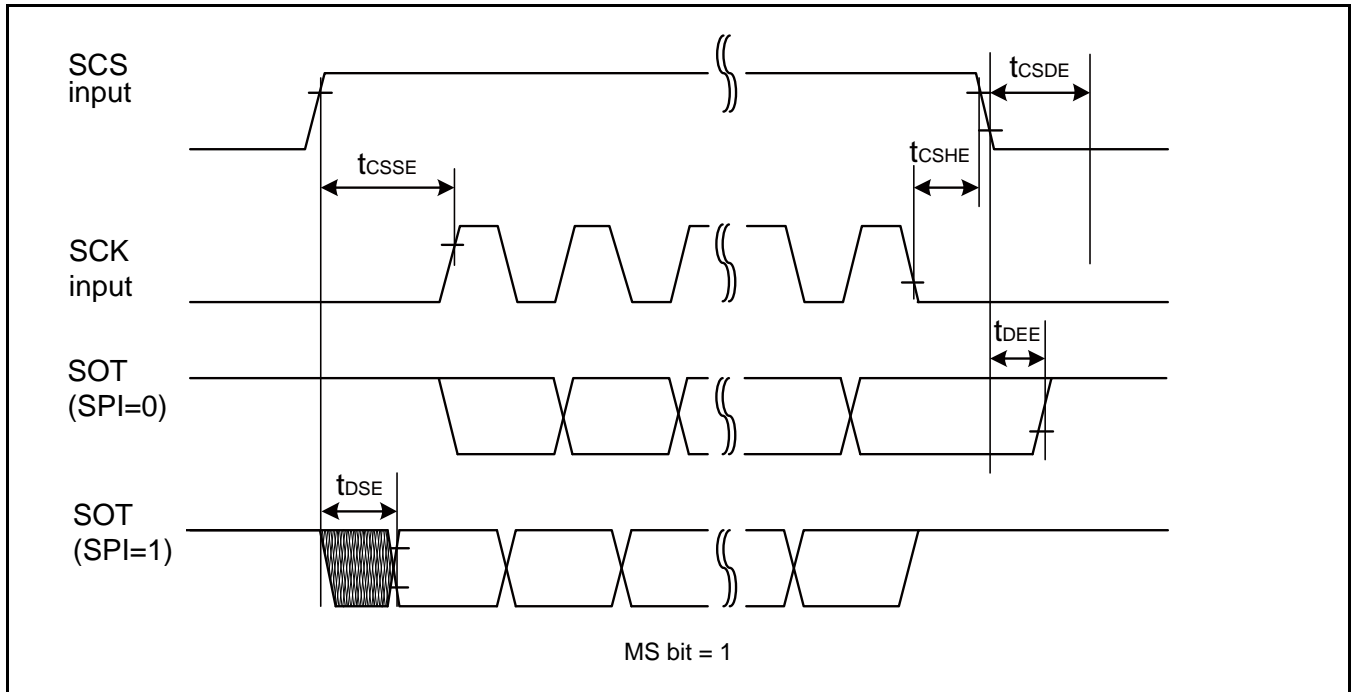 SCS
input
tCSDE
tCSHE
tCSSE
SCK
input
tDEE
SOT
(SPI=0)
tDSE
SOT
(SPI=1)
MS bit = 1